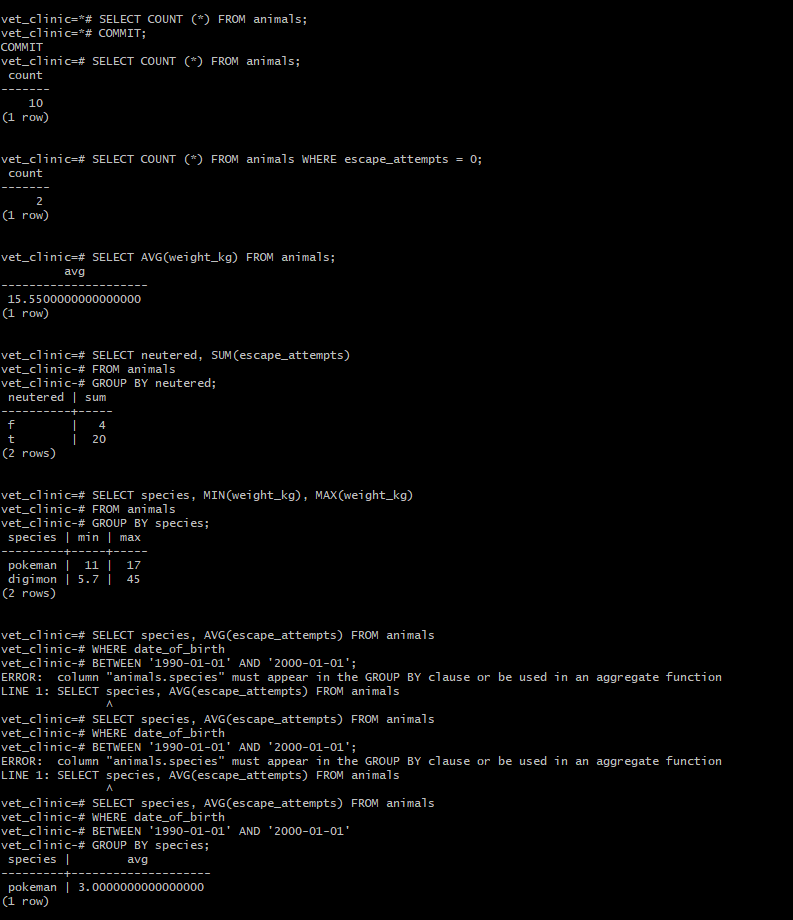 vet_clinic=*# SELECT COUNT (*) FROM animals;
vet_clinic=*# COMMIT;
COMMIT
vet_clinic=# SELECT COUNT (*) FROM animals;
 count
-------
    10
(1 row)


vet_clinic=# SELECT COUNT (*) FROM animals WHERE escape_attempts = 0;
 count
-------
     2
(1 row)


vet_clinic=# SELECT AVG(weight_kg) FROM animals;
         avg
---------------------
 15.5500000000000000
(1 row)


vet_clinic=# SELECT neutered, SUM(escape_attempts)
vet_clinic-# FROM animals
vet_clinic-# GROUP BY neutered;
 neutered | sum
----------+-----
 f        |   4
 t        |  20
(2 rows)


vet_clinic=# SELECT species, MIN(weight_kg), MAX(weight_kg)
vet_clinic-# FROM animals
vet_clinic-# GROUP BY species;
 species | min | max
---------+-----+-----
 pokeman |  11 |  17
 digimon | 5.7 |  45
(2 rows)


vet_clinic=# SELECT species, AVG(escape_attempts) FROM animals
vet_clinic-# WHERE date_of_birth
vet_clinic-# BETWEEN '1990-01-01' AND '2000-01-01';
ERROR:  column "animals.species" must appear in the GROUP BY clause or be used in an aggregate function
LINE 1: SELECT species, AVG(escape_attempts) FROM animals
               ^
vet_clinic=# SELECT species, AVG(escape_attempts) FROM animals
vet_clinic-# WHERE date_of_birth
vet_clinic-# BETWEEN '1990-01-01' AND '2000-01-01';
ERROR:  column "animals.species" must appear in the GROUP BY clause or be used in an aggregate function
LINE 1: SELECT species, AVG(escape_attempts) FROM animals
               ^
vet_clinic=# SELECT species, AVG(escape_attempts) FROM animals
vet_clinic-# WHERE date_of_birth
vet_clinic-# BETWEEN '1990-01-01' AND '2000-01-01'
vet_clinic-# GROUP BY species;
 species |        avg
---------+--------------------
 pokeman | 3.0000000000000000
(1 row)